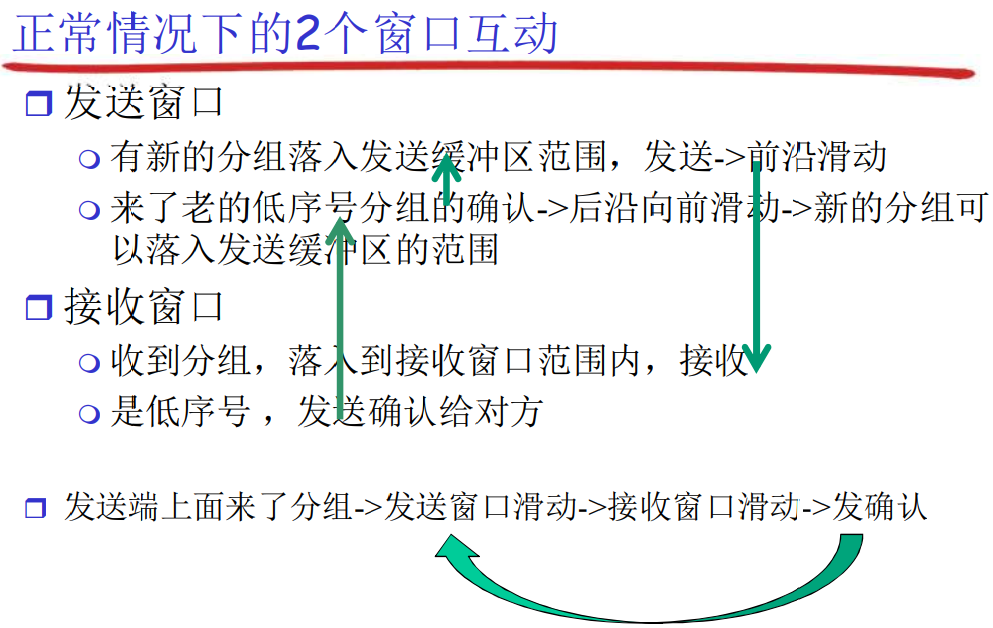 正常情况下的2个窗口互动
发送窗口
有新的分组落入发送缓冲区范围，发送->前沿滑动
来了老的低序号分组的确认->后沿向前滑动->新的分组可
以落入发送缓冲区的范围
接收窗口
收到分组，落入到接收窗口范围内，接收
是低序号 ，发送确认给对方
发送端上面来了分组->发送窗口滑动->接收窗口滑动->发确认